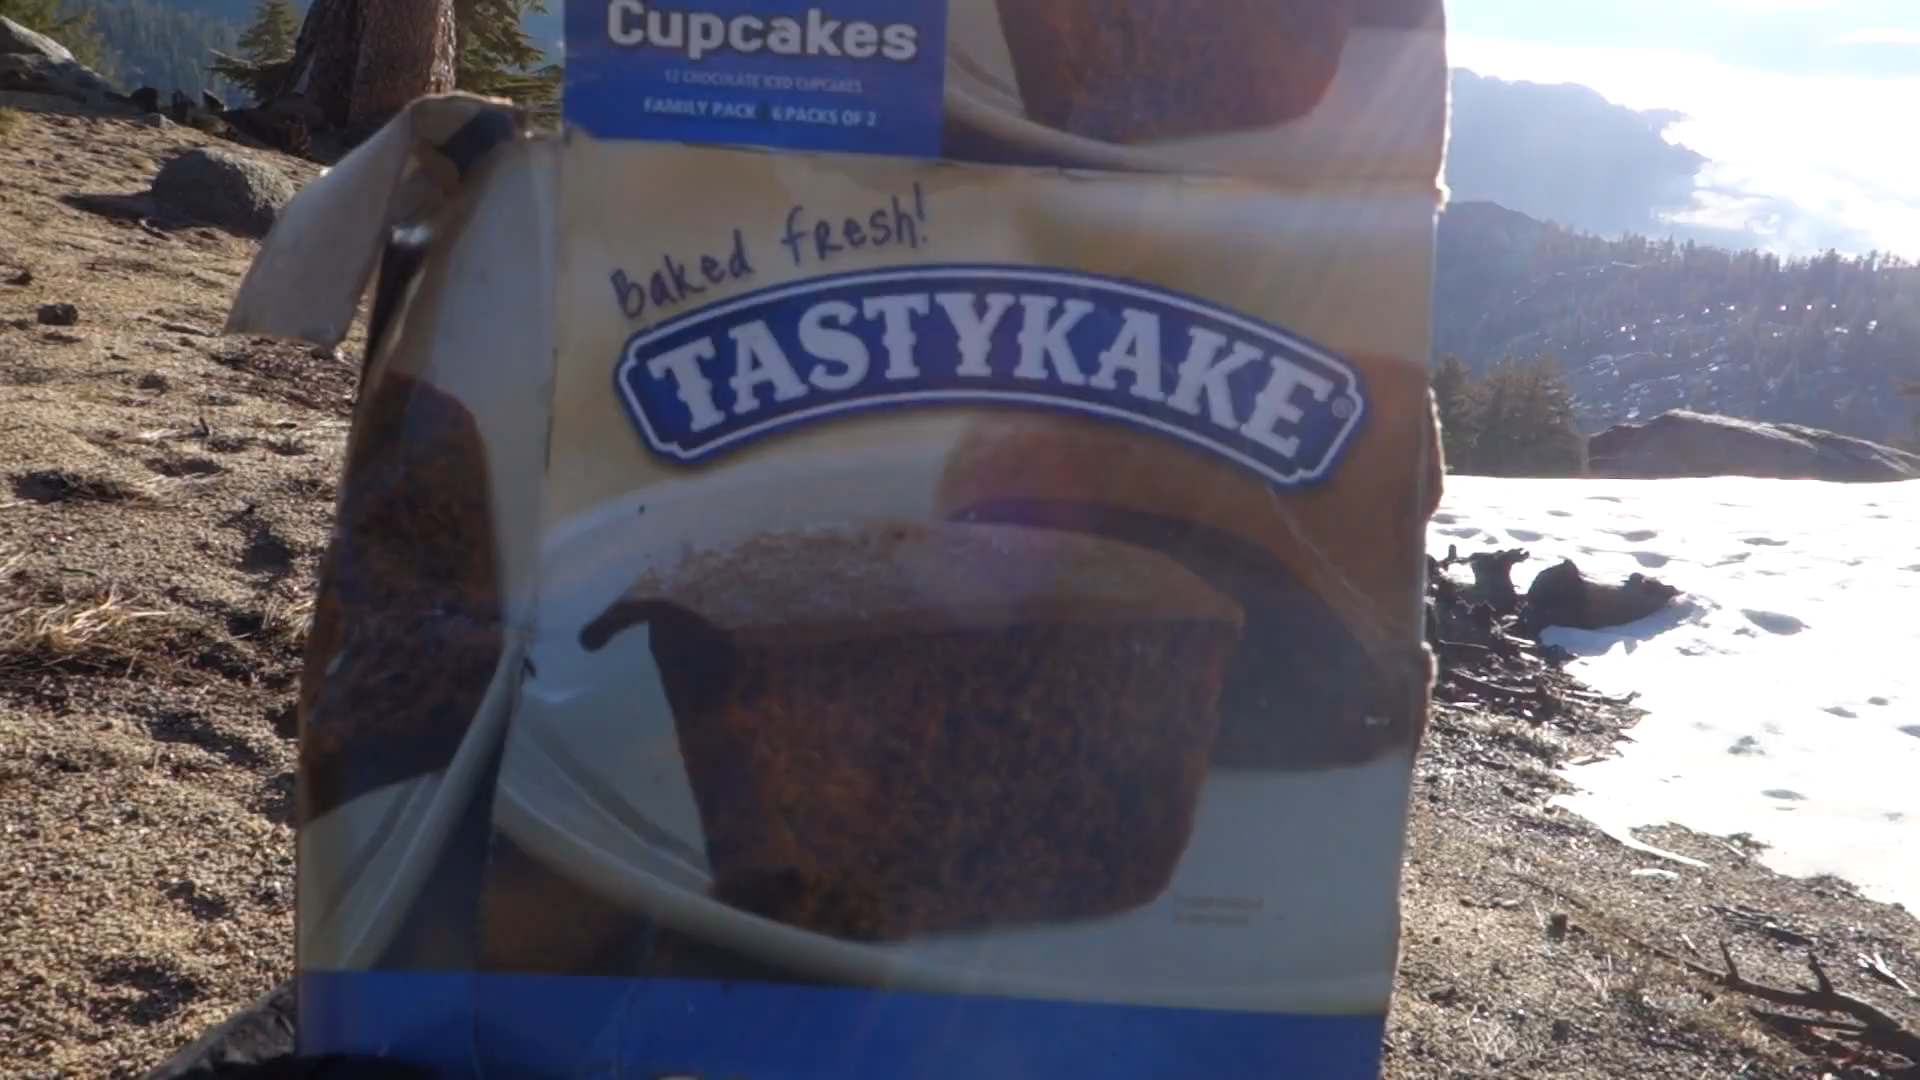 Cupcakes
12 CHOCOLATE ICED CUPCAKES
FAMILY PACK 6 PACKS OF 2
Baked fresh!
TASTYKAKE®